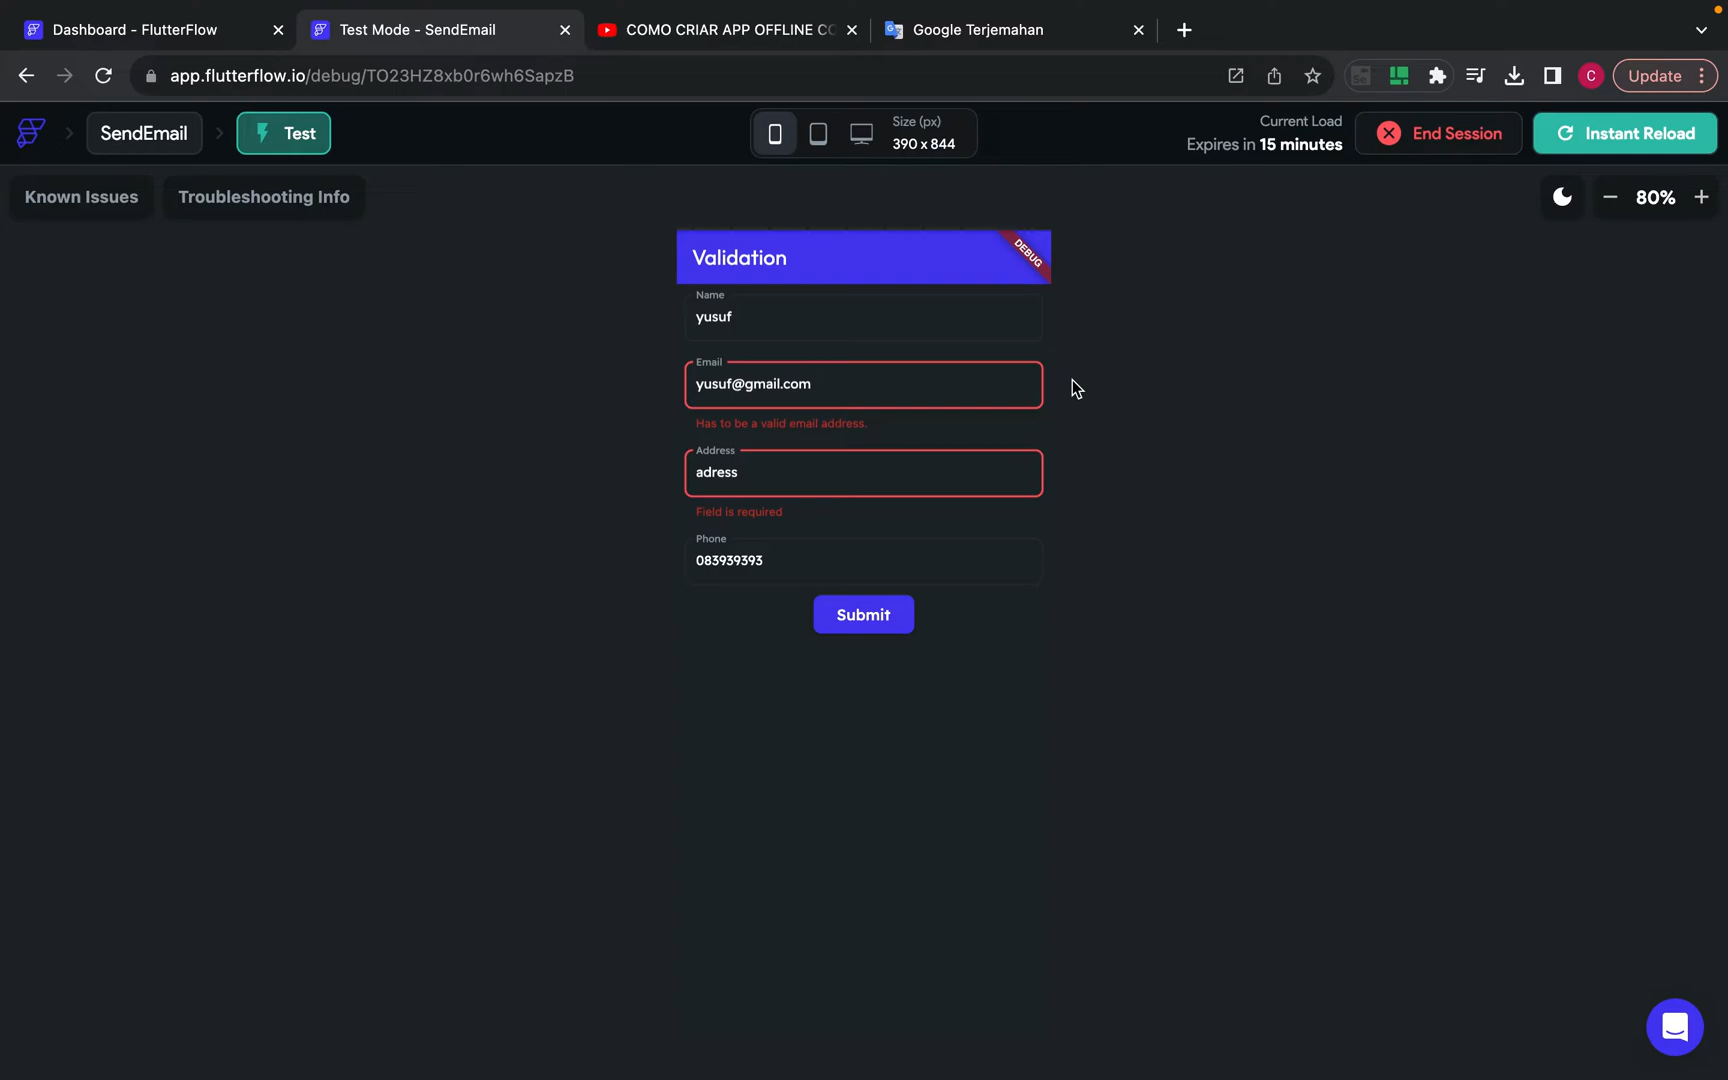 Dashboard - FlutterFlow
Test Mode - SendEmail
COMO CRIAR APP OFFLINE CO
Google Terjemahan
app.flutterflow.io/debug/TO23HZ8xb0r6wh6SapzB
C
Update
SendEmail
Test
Size (px)
390 x 844
Current Load
Expires in 15 minutes
End Session
Instant Reload
Known Issues
Troubleshooting Info
80%
Validation
DEBUG
Name
yusuf
Email
yusuf@gmail.com
Has to be a valid email address.
Address
adress
Field is required
Phone
083939393
Submit